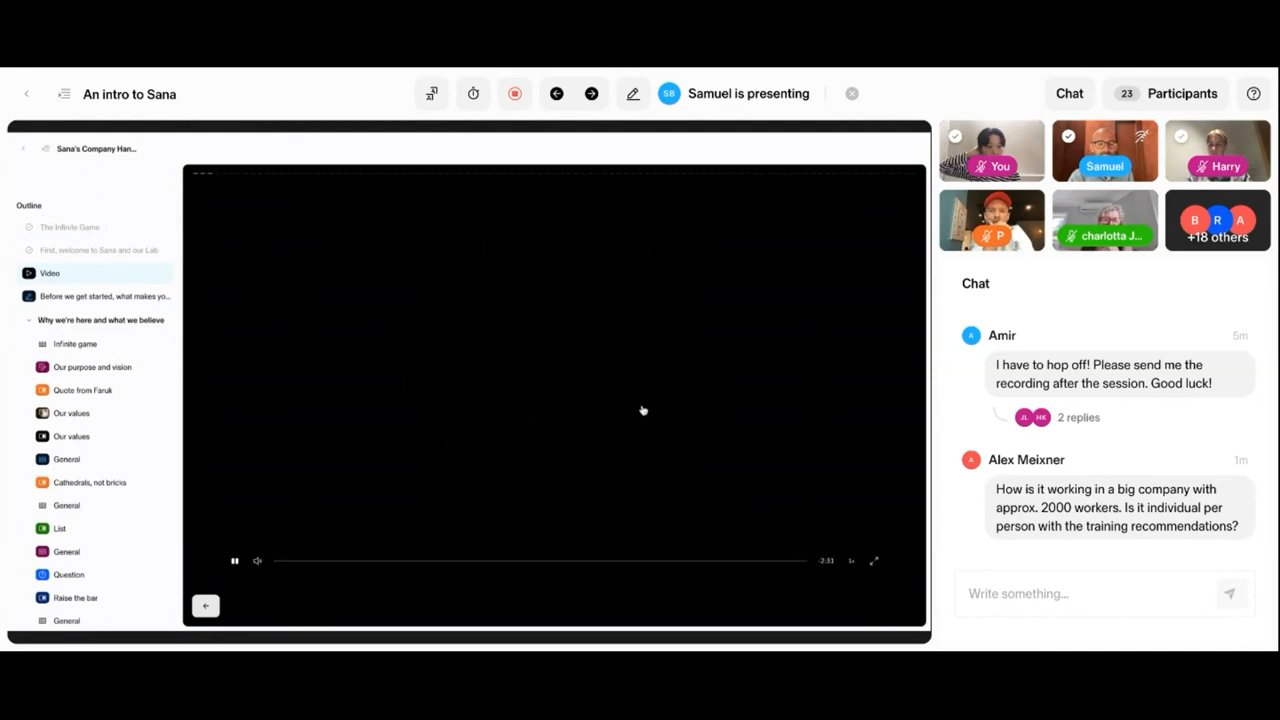 An intro to Sana
SB
Samuel is presenting
Chat
23 Participants
Sana's Company Han...
Outline
The Infinite Game
First, welcome to Sana and our Lab
Video
Before we get started, what makes yo...
Why we're here and what we believe
Infinite game
Our purpose and vision
Quote from Faruk
Our values
Our values
General
Cathedrals, not bricks
General
List
General
Question
Raise the bar
General
-2:31
1x
You
Samuel
Harry
P
charlotta J...
B R A
+18 others
Chat
A Amir 5m
I have to hop off! Please send me the
recording after the session. Good luck!
JL HK 2 replies
A Alex Meixner 1m
How is it working in a big company with
approx. 2000 workers. Is it individual per
person with the training recommendations?
Write something...